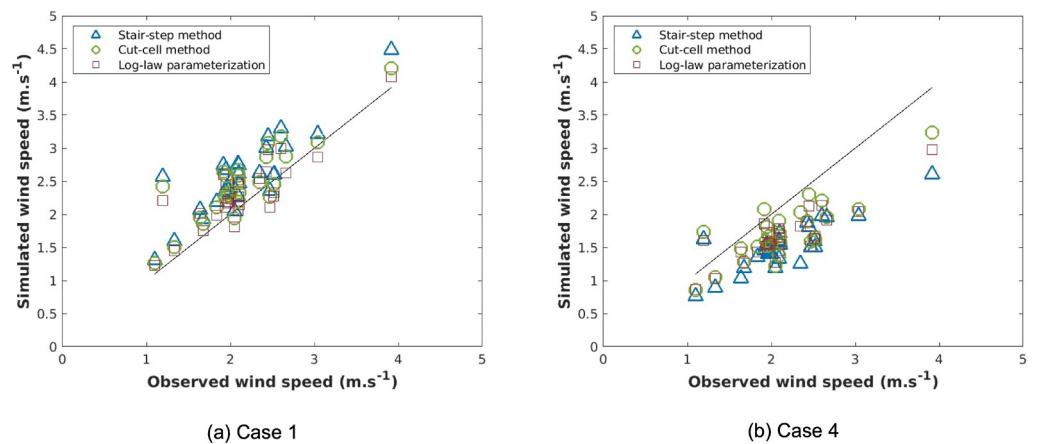 Stair-step method
Cut-cell method
Log-law parameterization
Simulated wind speed (m.s-1)
5
4.5
4
3.5
3
2.5
2
1.5
1
0.5
0
0 1 2 3 4 5
Observed wind speed (m.s-1)
(a) Case 1
Stair-step method
Cut-cell method
Log-law parameterization
Simulated wind speed (m.s-1)
5
4.5
4
3.5
3
2.5
2
1.5
1
0.5
0
0 1 2 3 4 5
Observed wind speed (m.s-1)
(b) Case 4